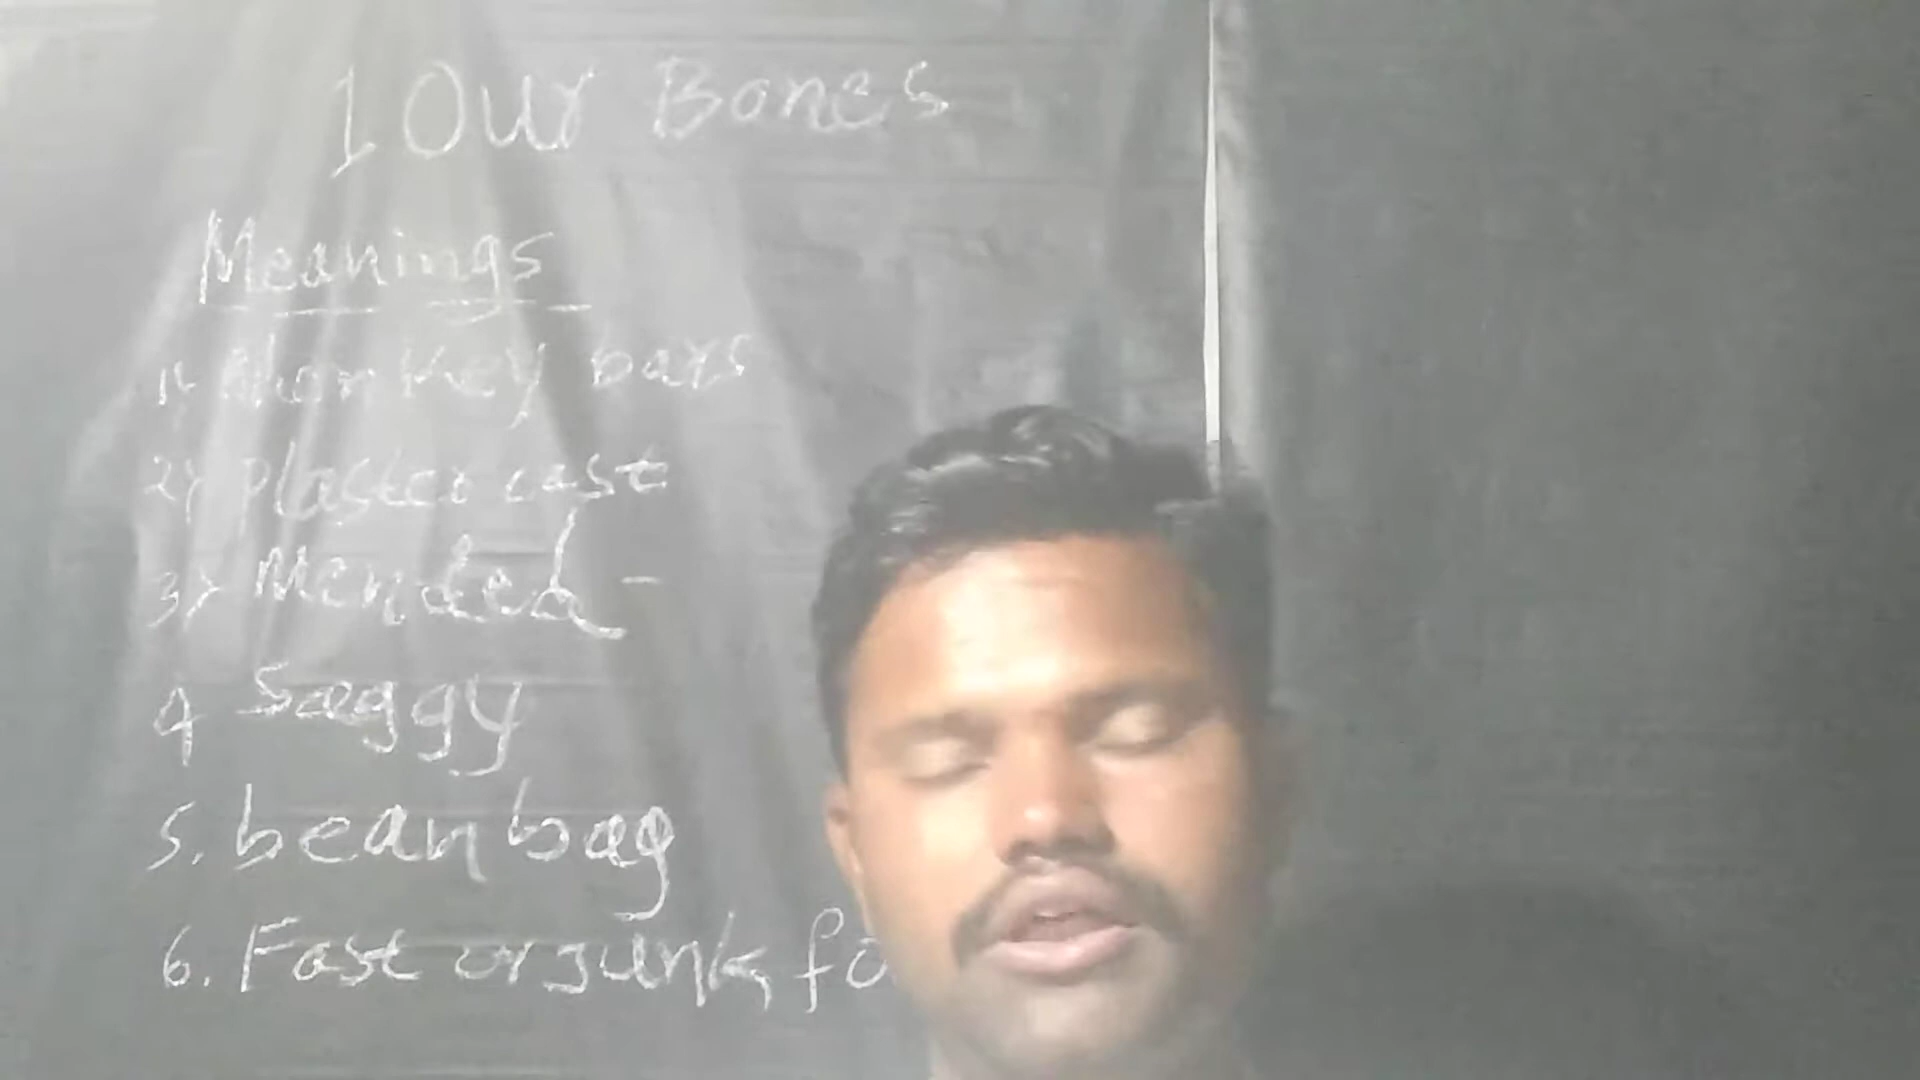 1 Our Bones
Meanings
1) Monkey bars
2) Plaster cast
3) Mended -
4 Saggy
5. bean bag
6. Fast or junk fo